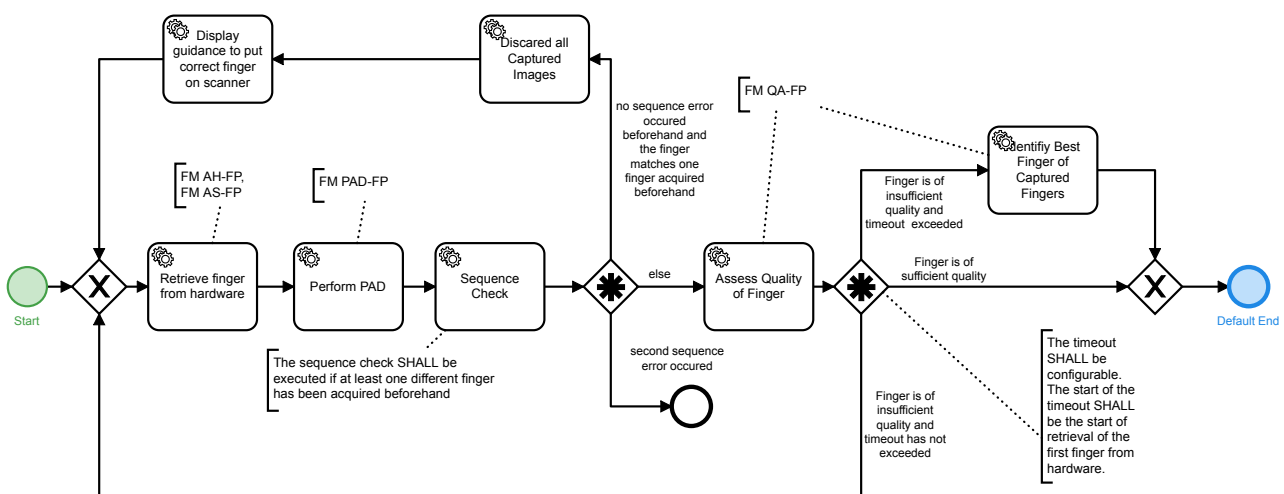 Display
guidance to put
correct finger
on scanner
Discared all
Captured
Images
no sequence error
occured
beforehand and
the finger
matches one
finger acquired
beforehand
FM QA-FP
Identifiy Best
Finger of
Captured
Fingers
Finger is of
insufficient
quality and
timeout exceeded
FM AH-FP,
FM AS-FP
FM PAD-FP
Start
Retrieve finger
from hardware
Perform PAD
Sequence
Check
else
Assess Quality
of Finger
Finger is of
sufficient quality
Default End
The sequence check SHALL be
executed if at least one different finger
has been acquired beforehand
second sequence
error occured
Finger is of
insufficient
quality and
timeout has not
exceeded
The timeout
SHALL be
configurable.
The start of the
timeout SHALL
be the start of
retrieval of the
first finger from
hardware.